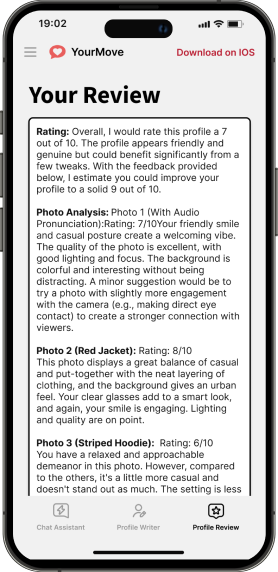 19:02
YourMove
Download on IOS
Your Review
Rating: Overall, I would rate this profile a 7
out of 10. The profile appears friendly and
genuine but could benefit significantly from a
few tweaks. With the feedback provided
below, I estimate you could improve your
profile to a solid 9 out of 10.
Photo Analysis: Photo 1 (With Audio
Pronunciation):Rating: 7/10Your friendly smile
and casual posture create a welcoming vibe.
The quality of the photo is excellent, with
good lighting and focus. The background is
colorful and interesting without being
distracting. A minor suggestion would be to
try a photo with slightly more engagement
with the camera (e.g., making direct eye
contact) to create a stronger connection with
viewers.
Photo 2 (Red Jacket): Rating: 8/10
This photo displays a great balance of casual
and put-together with the neat layering of
clothing, and the background gives an urban
feel. Your clear glasses add to a smart look,
and again, your smile is engaging. Lighting
and quality are on point.
Photo 3 (Striped Hoodie): Rating: 6/10
You have a relaxed and approachable
demeanor in this photo. However, compared
to the others, it's a little more casual and
doesn't stand out as much. The setting is less
Chat Assistant
Profile Writer
Profile Review